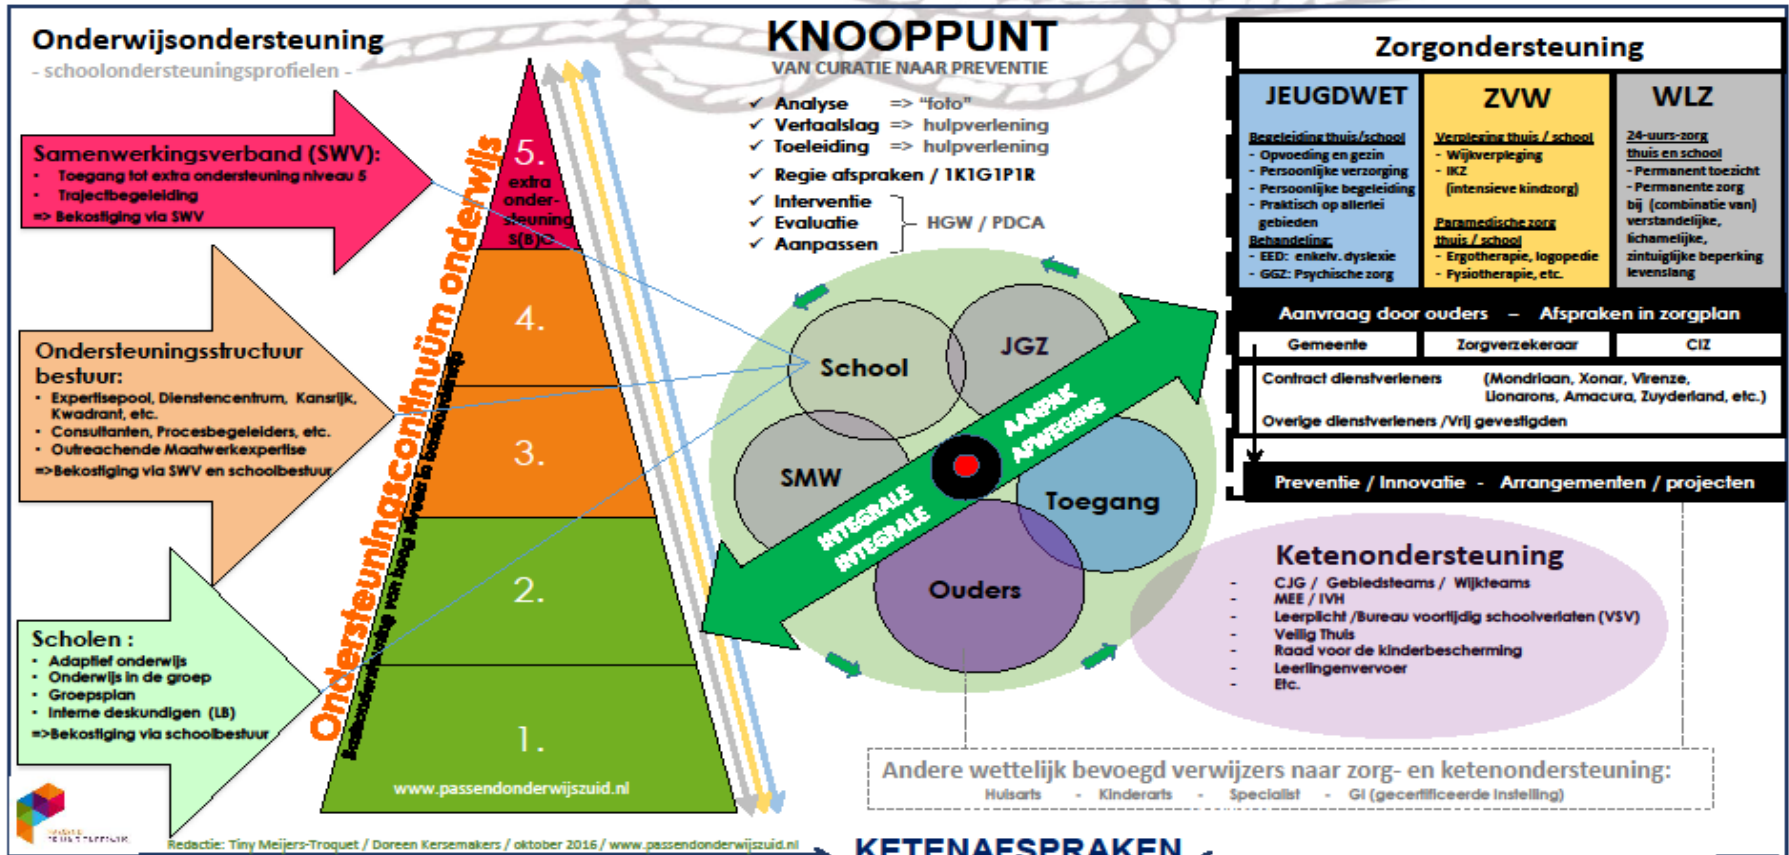 Onderwijsondersteuning
- schoolondersteuningsprofielen -
Samenwerkingsverband (SWV):
• Toegang tot extra ondersteuning niveau 5
• Trajectbegeleiding
=> Bekostiging via SWV
Ondersteuningsstructuur
bestuur:
• Expertisepool, Dienstencentrum, Kansrijk,
Kwadrant, etc.
• Consultanten, Procesbegeleiders, etc.
• Outreachende Maatwerkexpertise
=>Bekostiging via SWV en schoolbestuur
Scholen :
• Adaptief onderwijs
• Onderwijs in de groep
• Groepsplan
• Interne deskundigen (LB)
=>Bekostiging via schoolbestuur
Ondersteuningscontinuüm onderwijs
Basisondersteuning van hoog niveau in basisonderwijs
5.
extra
onder-
steuning
S(B)O
4.
3.
2.
1.
www.passendonderwijszuid.nl
KNOOPPUNT
VAN CURATIE NAAR PREVENTIE
✓ Analyse => "foto"
✓ Vertaalslag => hulpverlening
✓ Toeleiding => hulpverlening
✓ Regie afspraken / 1K1G1P1R
✓ Interventie
✓ Evaluatie
✓ Aanpassen
HGW / PDCA
School
JGZ
SMW
Toegang
Ouders
INTEGRALE AANPAK
INTEGRALE AFWEGING
Zorgondersteuning
JEUGDWET
Begeleiding thuis/school
- Opvoeding en gezin
- Persoonlijke verzorging
- Persoonlijke begeleiding
- Praktisch op allerlei
gebieden
Behandeling:
- EED: enkelv. dyslexie
- GGZ: Psychische zorg
ZVW
Verpleging thuis / school
- Wijkverpleging
- IKZ
(intensieve kindzorg)
Paramedische zorg
thuis / school
- Ergotherapie, logopedie
- Fysiotherapie, etc.
WLZ
24-uurs-zorg
thuis en school
- Permanent toezicht
- Permanente zorg
bij (combinatie van)
verstandelijke,
lichamelijke,
zintuiglijke beperking
levenslang
Aanvraag door ouders – Afspraken in zorgplan
Gemeente
Zorgverzekeraar
CIZ
Contract dienstverleners (Mondriaan, Xonar, Virenze,
Lionarons, Amacura, Zuyderland, etc.)
Overige dienstverleners /Vrij gevestigden
Preventie / Innovatie - Arrangementen / projecten
Ketenondersteuning
- CJG / Gebiedsteams / Wijkteams
- MEE / IVH
- Leerplicht /Bureau voortijdig schoolverlaten (VSV)
- Veilig Thuis
- Raad voor de kinderbescherming
- Leerlingenvervoer
- Etc.
Andere wettelijk bevoegd verwijzers naar zorg- en ketenondersteuning:
Huisarts - Kinderarts - Specialist - GI (gecertificeerde instelling)
Redactie: Tiny Meijers-Troquet / Doreen Kersemakers / oktober 2016 / www.passendonderwijszuid.nl
KETENAFSPRAKEN